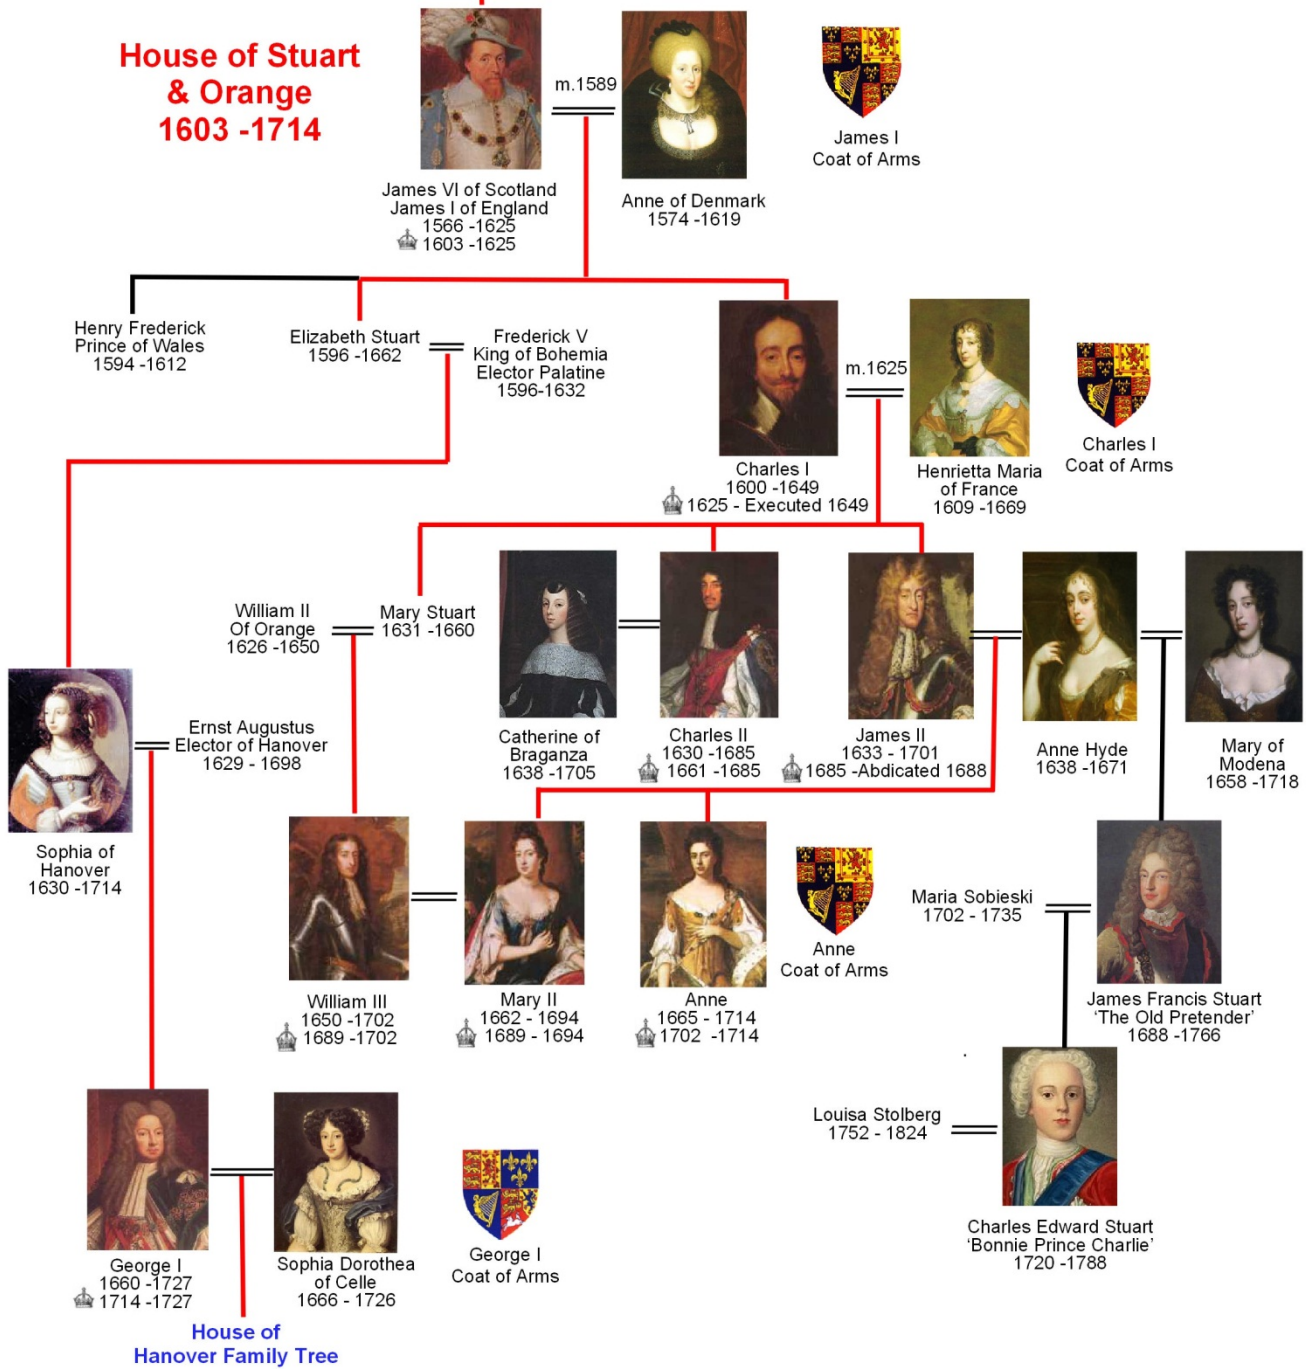 House of Stuart
& Orange
1603 -1714
m.1589
James I
Coat of Arms
James VI of Scotland
James I of England
1566 -1625
1603 -1625
Anne of Denmark
1574 -1619
Henry Frederick
Prince of Wales
1594 -1612
Elizabeth Stuart
1596 -1662
Frederick V
King of Bohemia
Elector Palatine
1596-1632
m.1625
Charles I
1600 -1649
1625 - Executed 1649
Henrietta Maria
of France
1609 -1669
Charles I
Coat of Arms
William II
Of Orange
1626 -1650
Mary Stuart
1631 -1660
Catherine of
Braganza
1638 -1705
Charles II
1630 -1685
1661 -1685
James II
1633 - 1701
1685 -Abdicated 1688
Anne Hyde
1638 -1671
Mary of
Modena
1658 -1718
Ernst Augustus
Elector of Hanover
1629 - 1698
Sophia of
Hanover
1630 -1714
William III
1650 -1702
1689 -1702
Mary II
1662 - 1694
1689 - 1694
Anne
1665 - 1714
1702 -1714
Anne
Coat of Arms
Maria Sobieski
1702 - 1735
James Francis Stuart
‘The Old Pretender’
1688 -1766
Louisa Stolberg
1752 - 1824
Charles Edward Stuart
‘Bonnie Prince Charlie’
1720 -1788
George I
1660 -1727
1714 -1727
Sophia Dorothea
of Celle
1666 - 1726
George I
Coat of Arms
House of
Hanover Family Tree